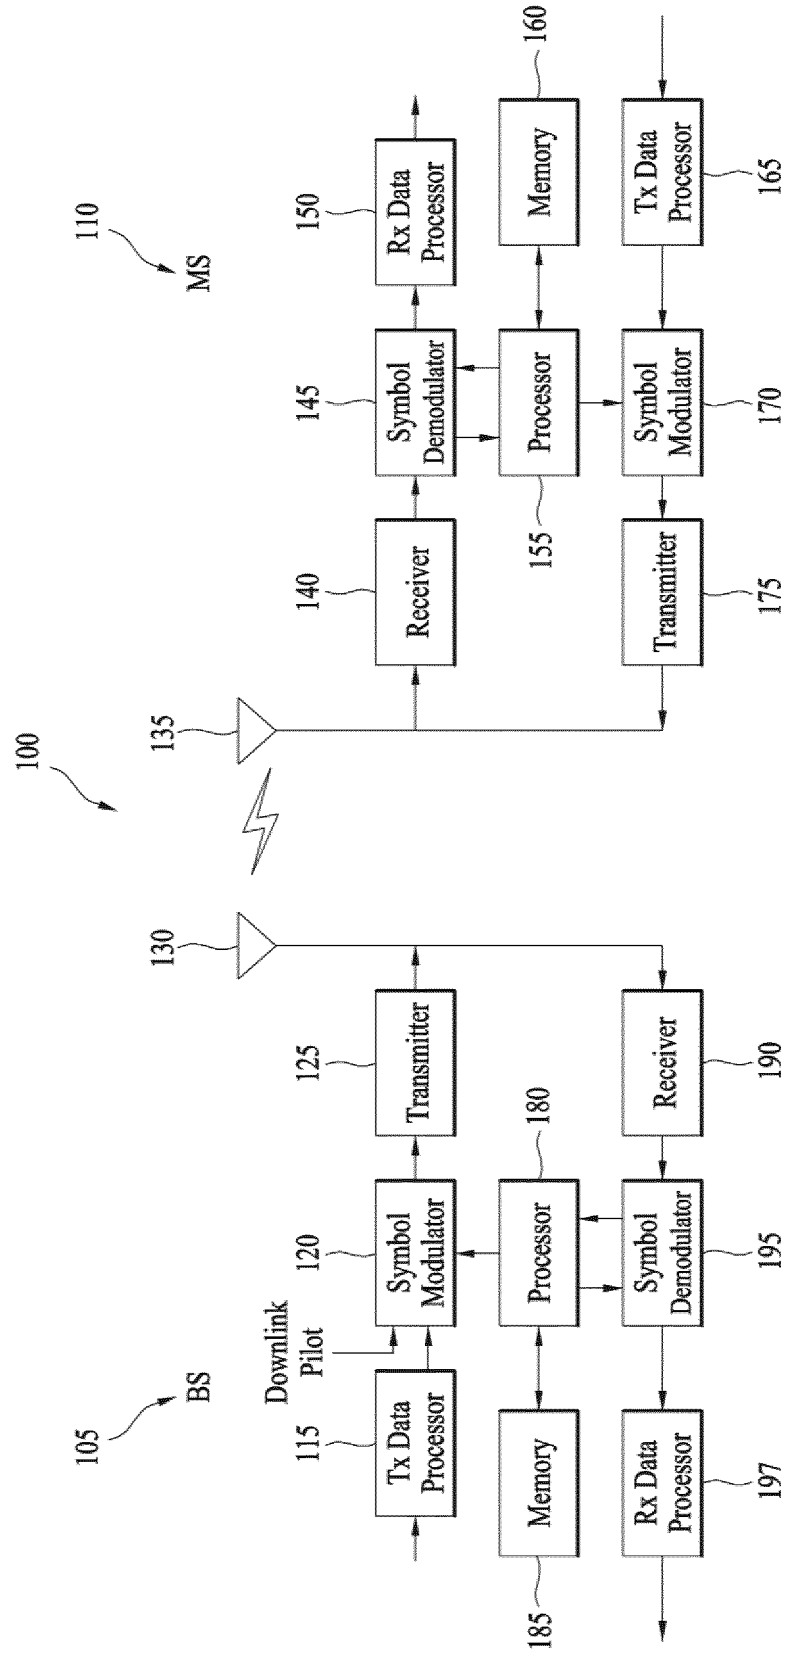 100
105
BS
110
MS
130
135
Downlink
Pilot
115
Tx Data
Processor
120
Symbol
Modulator
125
Transmitter
140
Receiver
145
Symbol
Demodulator
150
Rx Data
Processor
185
Memory
180
Processor
155
Processor
160
Memory
197
Rx Data
Processor
195
Symbol
Demodulator
190
Receiver
175
Transmitter
170
Symbol
Modulator
165
Tx Data
Processor